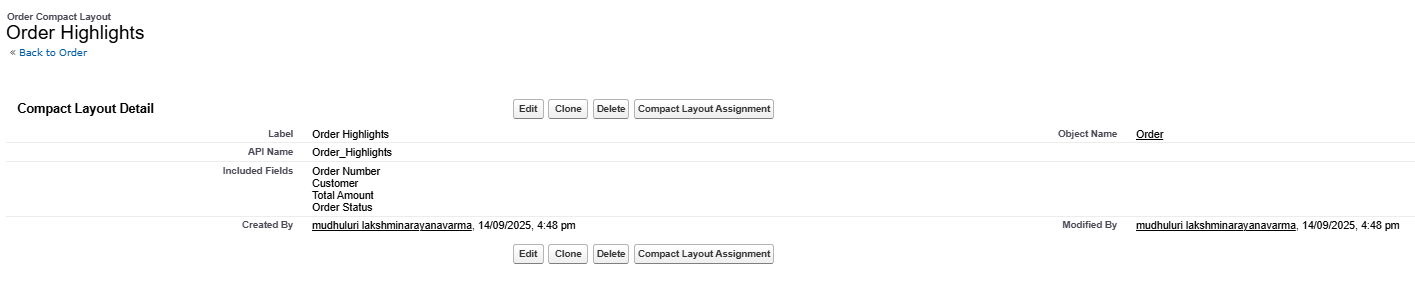 Order Compact Layout
Order Highlights
« Back to Order
Compact Layout Detail
Edit Clone Delete Compact Layout Assignment
Label Order Highlights Object Name Order
API Name Order_Highlights
Included Fields Order Number
Customer
Total Amount
Order Status
Created By mudhuluri lakshminarayanavarma, 14/09/2025, 4:48 pm Modified By mudhuluri lakshminarayanavarma, 14/09/2025, 4:48 pm
Edit Clone Delete Compact Layout Assignment